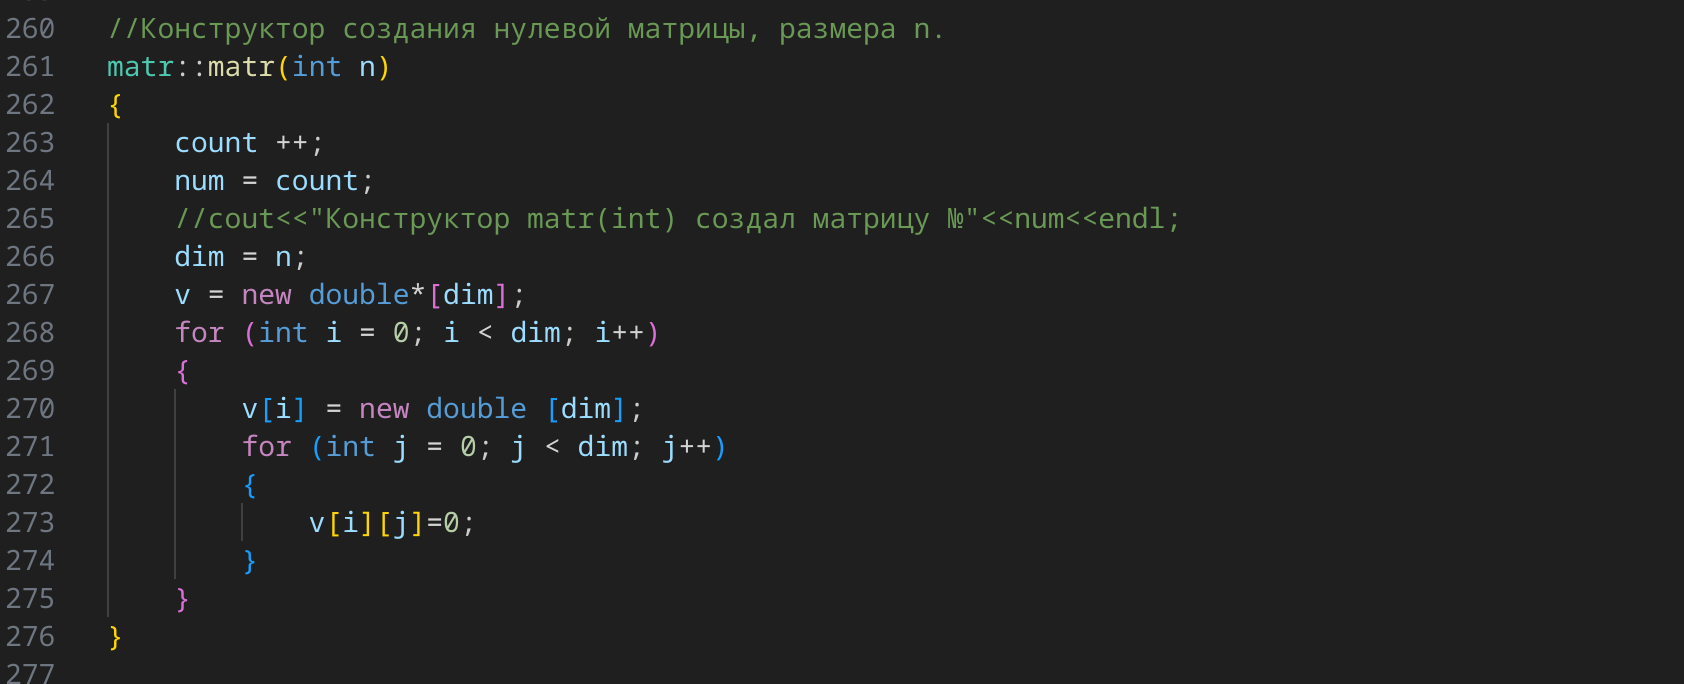 260 //Конструктор создания нулевой матрицы, размера n.
261 matr::matr(int n)
262 {
263 count ++;
264 num = count;
265 //cout<<"Конструктор matr(int) создал матрицу №"<<num<<endl;
266 dim = n;
267 v = new double*[dim];
268 for (int i = 0; i < dim; i++)
269 {
270 v[i] = new double [dim];
271 for (int j = 0; j < dim; j++)
272 {
273 v[i][j]=0;
274 }
275 }
276 }
277